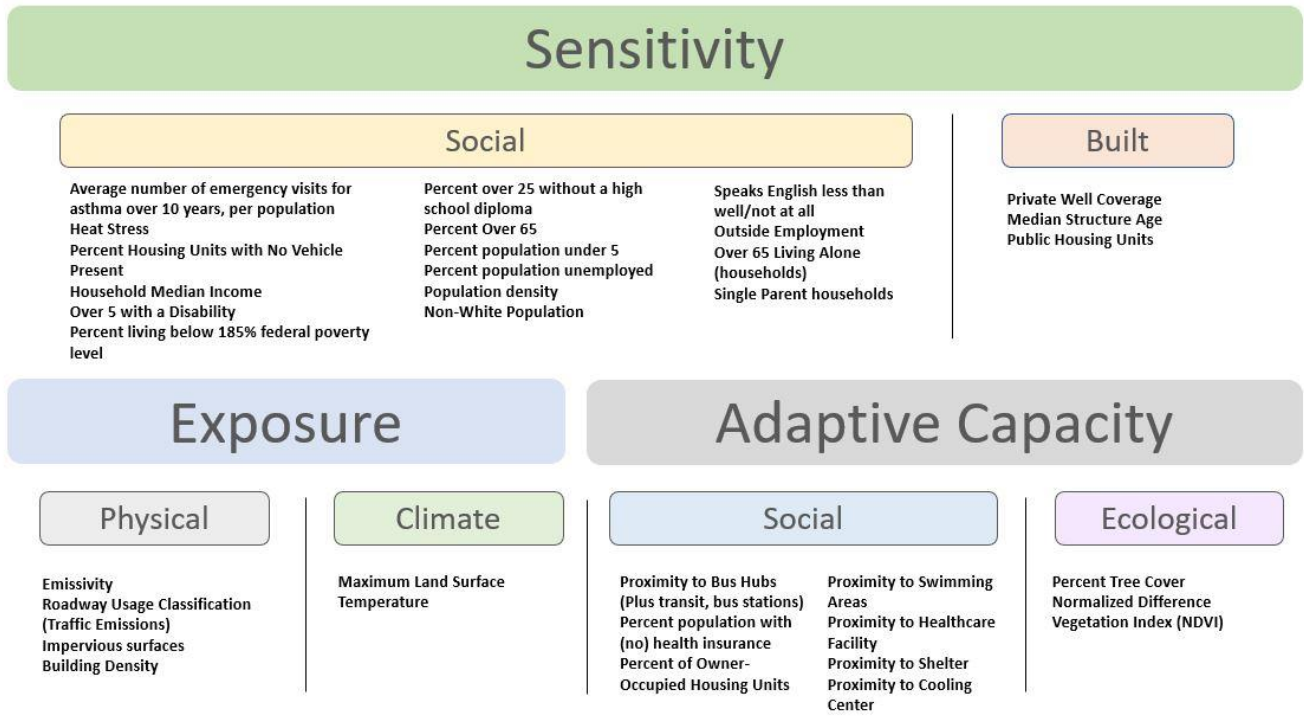 Sensitivity
Social
Average number of emergency visits for
asthma over 10 years, per population
Heat Stress
Percent Housing Units with No Vehicle
Present
Household Median Income
Over 5 with a Disability
Percent living below 185% federal poverty
level
Percent over 25 without a high
school diploma
Percent Over 65
Percent population under 5
Percent population unemployed
Population density
Non-White Population
Speaks English less than
well/not at all
Outside Employment
Over 65 Living Alone
(households)
Single Parent households
Built
Private Well Coverage
Median Structure Age
Public Housing Units
Exposure
Physical
Emissivity
Roadway Usage Classification
(Traffic Emissions)
Impervious surfaces
Building Density
Climate
Maximum Land Surface
Temperature
Adaptive Capacity
Social
Proximity to Bus Hubs
(Plus transit, bus stations)
Percent population with
(no) health insurance
Percent of Owner-
Occupied Housing Units
Proximity to Swimming
Areas
Proximity to Healthcare
Facility
Proximity to Shelter
Proximity to Cooling
Center
Ecological
Percent Tree Cover
Normalized Difference
Vegetation Index (NDVI)